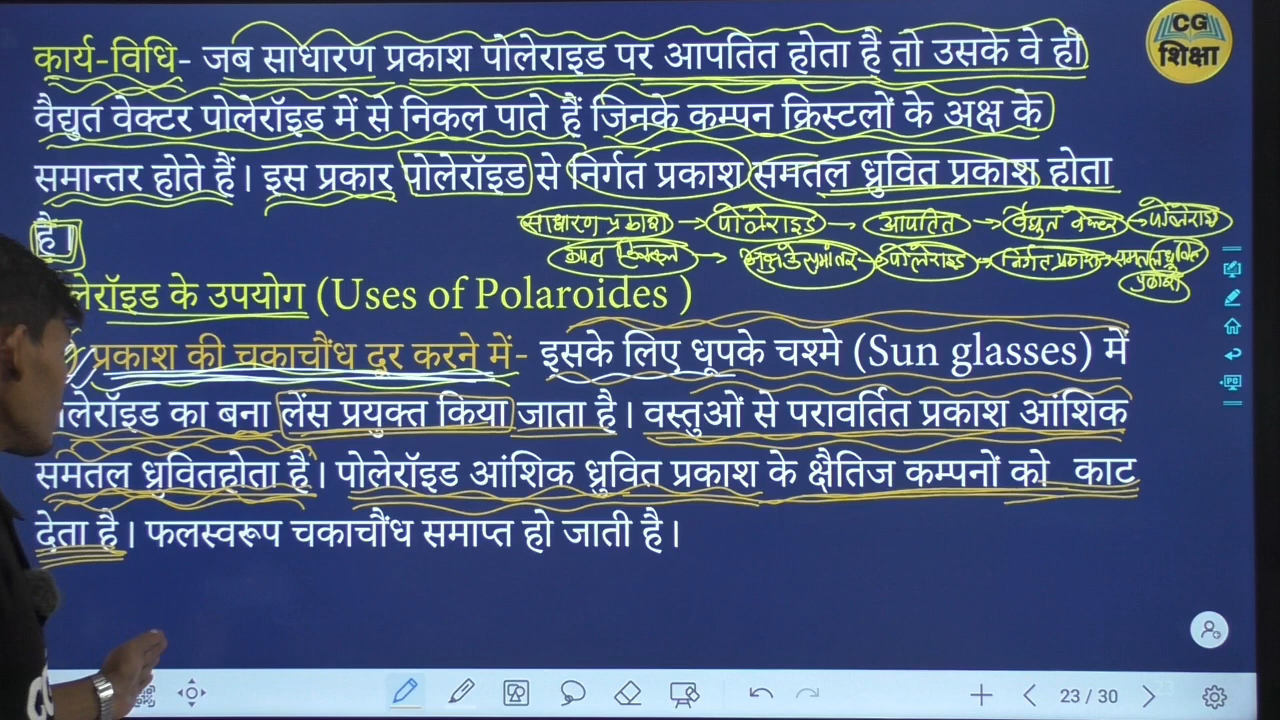 CG
शिक्षा
कार्य-विधि- जब साधारण प्रकाश पोलेराइड पर आपतित होता है तो उसके वे ही
वैद्युत वेक्टर पोलेरॉइड में से निकल पाते हैं जिनके कम्पन क्रिस्टलों के अक्ष के
समान्तर होते हैं। इस प्रकार पोलेरॉइड से निर्गत प्रकाश समतल ध्रुवित प्रकाश होता
है।
साधारण प्रकाश → पोलेराइड → आपतित → वैद्युत वेक्टर → पोलेराइड
कंपन → अक्ष के समांतर → पोलेराइड → निर्गत प्रकाश → समतल ध्रुवित
प्रकाश
लेरॉइड के उपयोग (Uses of Polaroides )
प्रकाश की चकाचौंध दूर करने में- इसके लिए धूपके चश्मे (Sun glasses) में
लेरॉइड का बना लेंस प्रयुक्त किया जाता है। वस्तुओं से परावर्तित प्रकाश आंशिक
समतल ध्रुवितहोता है। पोलेरॉइड आंशिक ध्रुवित प्रकाश के क्षैतिज कम्पनों को काट
देता है। फलस्वरूप चकाचौंध समाप्त हो जाती है।
PG
23 / 30